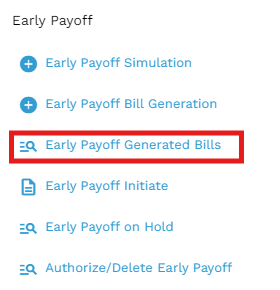 Early Payoff
Early Payoff Simulation
Early Payoff Bill Generation
Early Payoff Generated Bills
Early Payoff Initiate
Early Payoff on Hold
Authorize/Delete Early Payoff